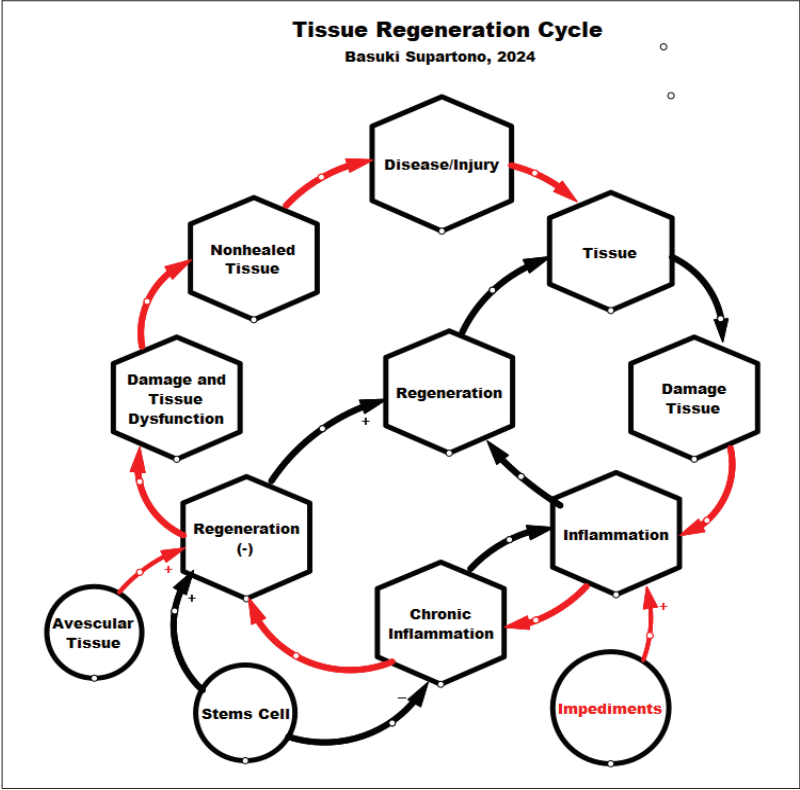 Tissue Regeneration Cycle
Basuki Supartono, 2024
Disease/Injury
Nonhealed
Tissue
Tissue
Damage and
Tissue
Dysfunction
Regeneration
Damage
Tissue
+
Regeneration
(-)
Inflammation
+
+
Avescular
Tissue
Chronic
Inflammation
+
Stems Cell
−
Impediments